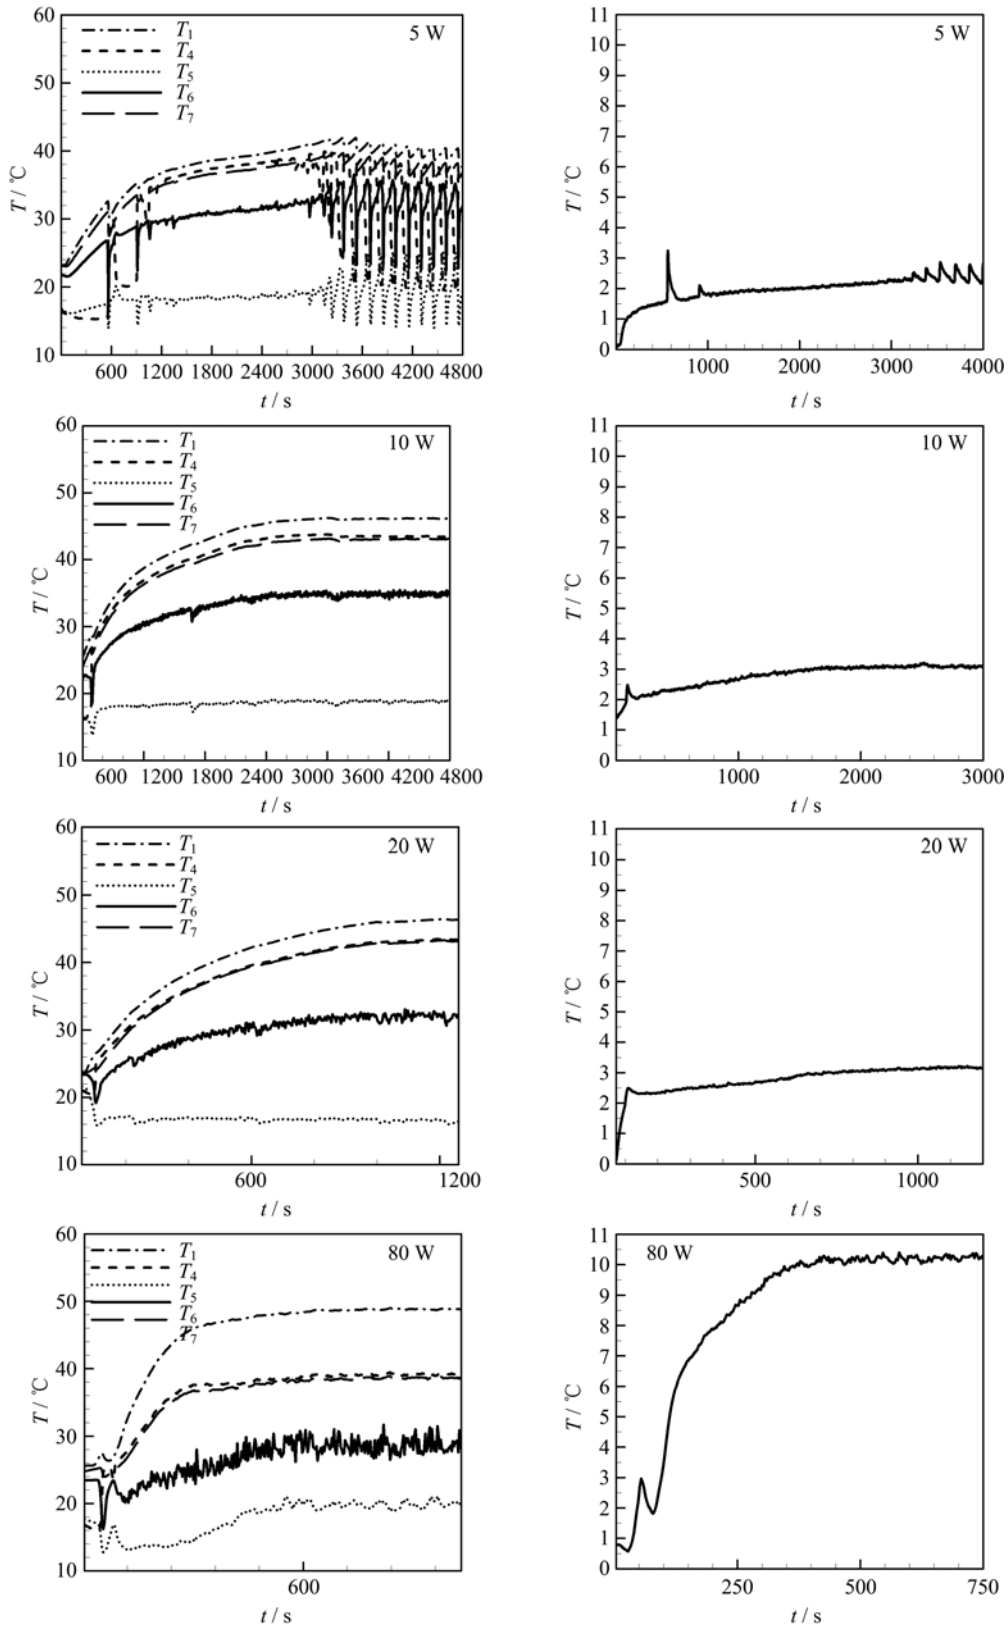 60
50
40
30
20
10
T / ℃
T1
T4
T5
T6
T7
5 W
600 1200 1800 2400 3000 3600 4200 4800
t / s
11
10
9
8
7
6
5
4
3
2
1
0
T / ℃
5 W
1000 2000 3000 4000
t / s
60
50
40
30
20
10
T / ℃
T1
T4
T5
T6
T7
10 W
600 1200 1800 2400 3000 3600 4200 4800
t / s
11
10
9
8
7
6
5
4
3
2
1
0
T / ℃
10 W
1000 2000 3000
t / s
60
50
40
30
20
10
T / ℃
T1
T4
T5
T6
T7
20 W
600 1200
t / s
11
10
9
8
7
6
5
4
3
2
1
0
T / ℃
20 W
500 1000
t / s
60
50
40
30
20
10
T / ℃
T1
T4
T5
T6
T7
80 W
600
t / s
11
10
9
8
7
6
5
4
3
2
1
0
T / ℃
80 W
250 500 750
t / s